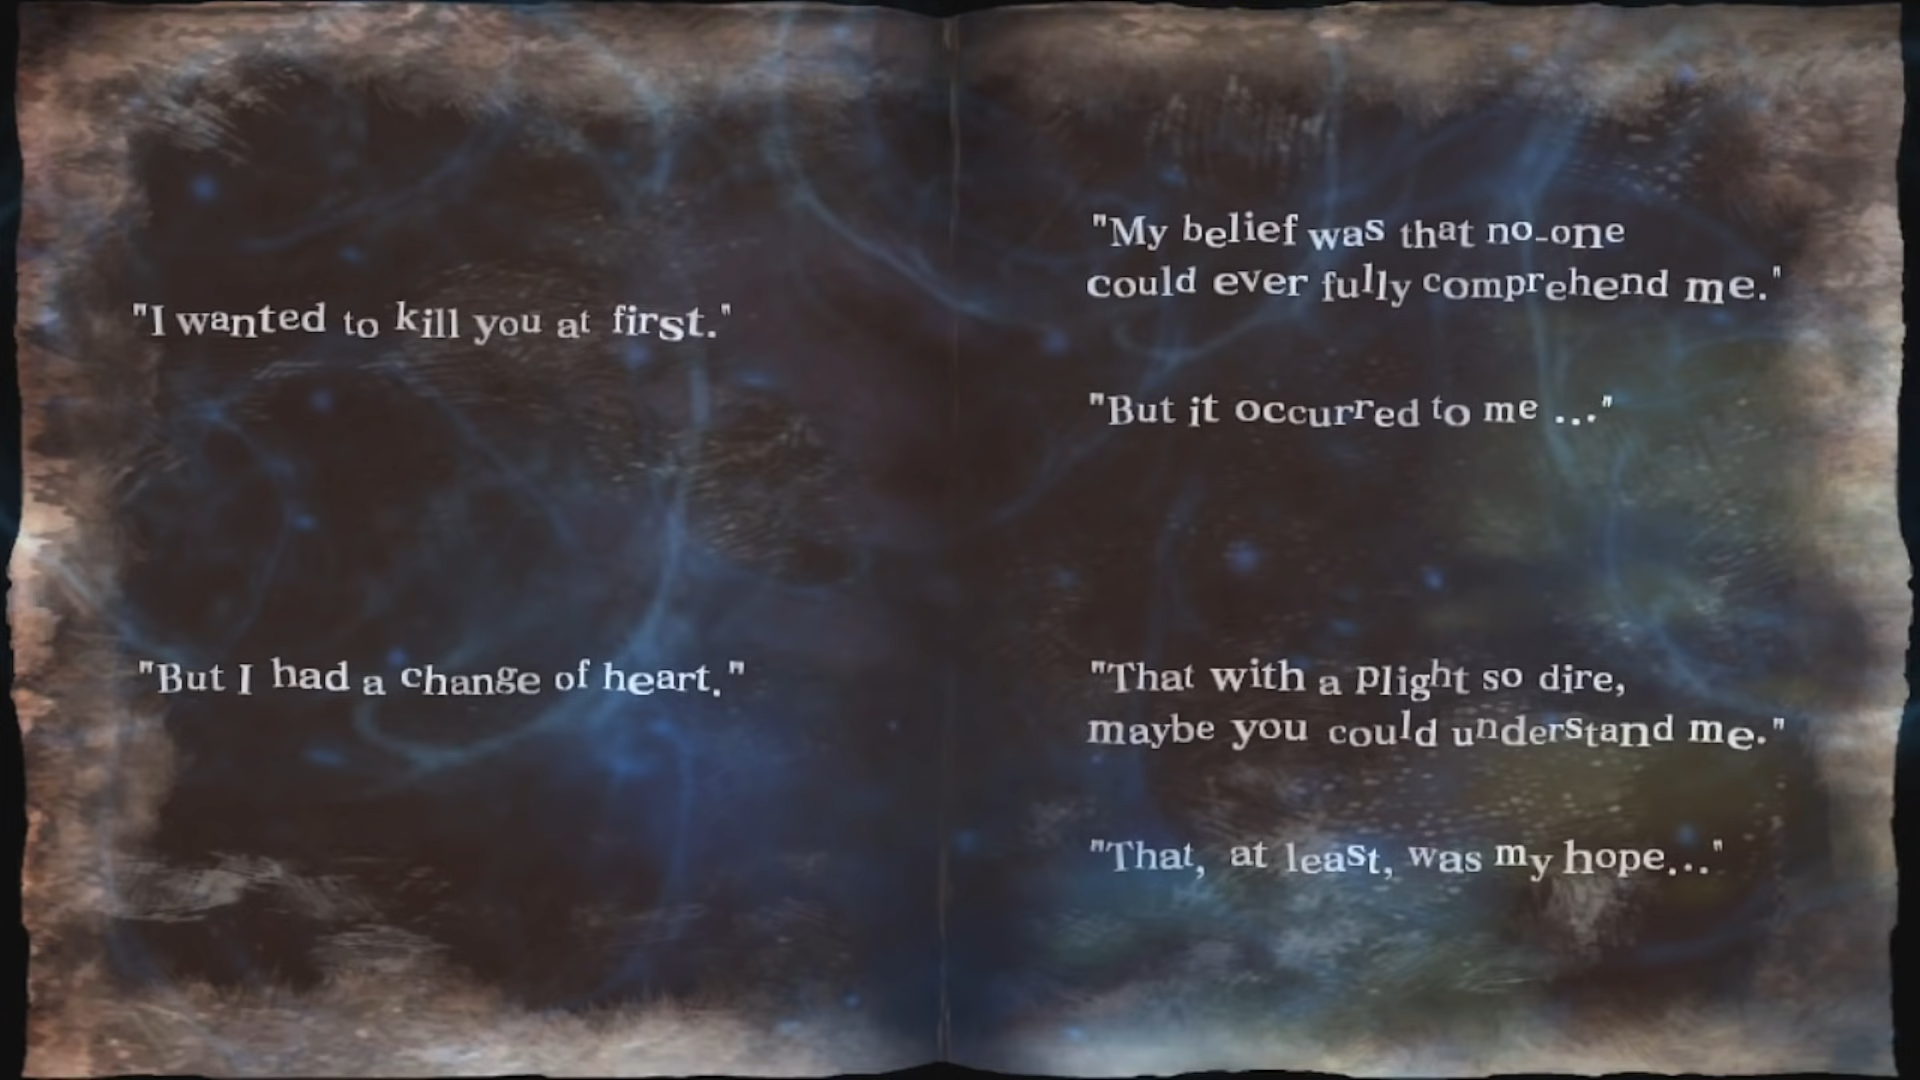 "I wanted to kill you at first."
"But I had a change of heart."
"My belief was that no-one
could ever fully comprehend me."
"But it occurred to me ..."
"That with a plight so dire,
maybe you could understand me."
"That, at least, was my hope..."